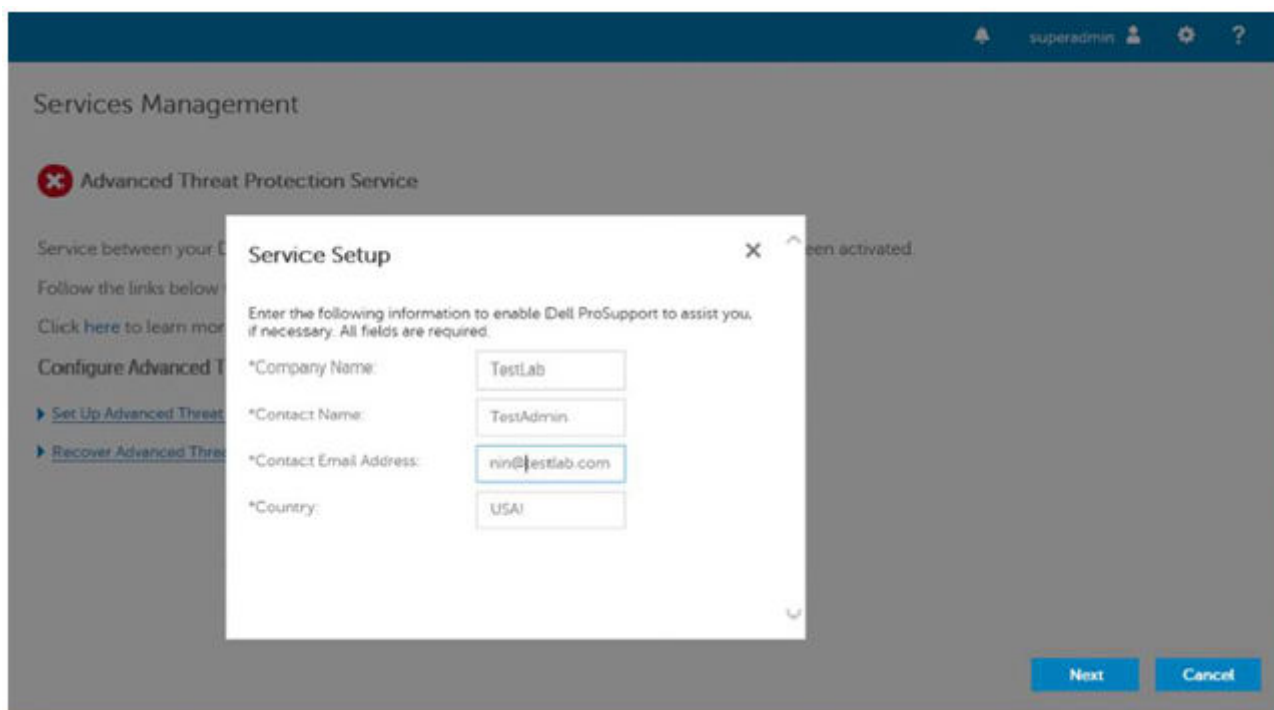 superadmin ?
Services Management
Advanced Threat Protection Service
Service between your D
een activated.
Follow the links below
Click here to learn mor
Configure Advanced T
Set Up Advanced Threat
Recover Advanced Threa
Service Setup
Enter the following information to enable Dell ProSupport to assist you,
if necessary. All fields are required.
*Company Name: TestLab
*Contact Name: TestAdmin
*Contact Email Address: nin@testlab.com
*Country: USA!
Next Cancel